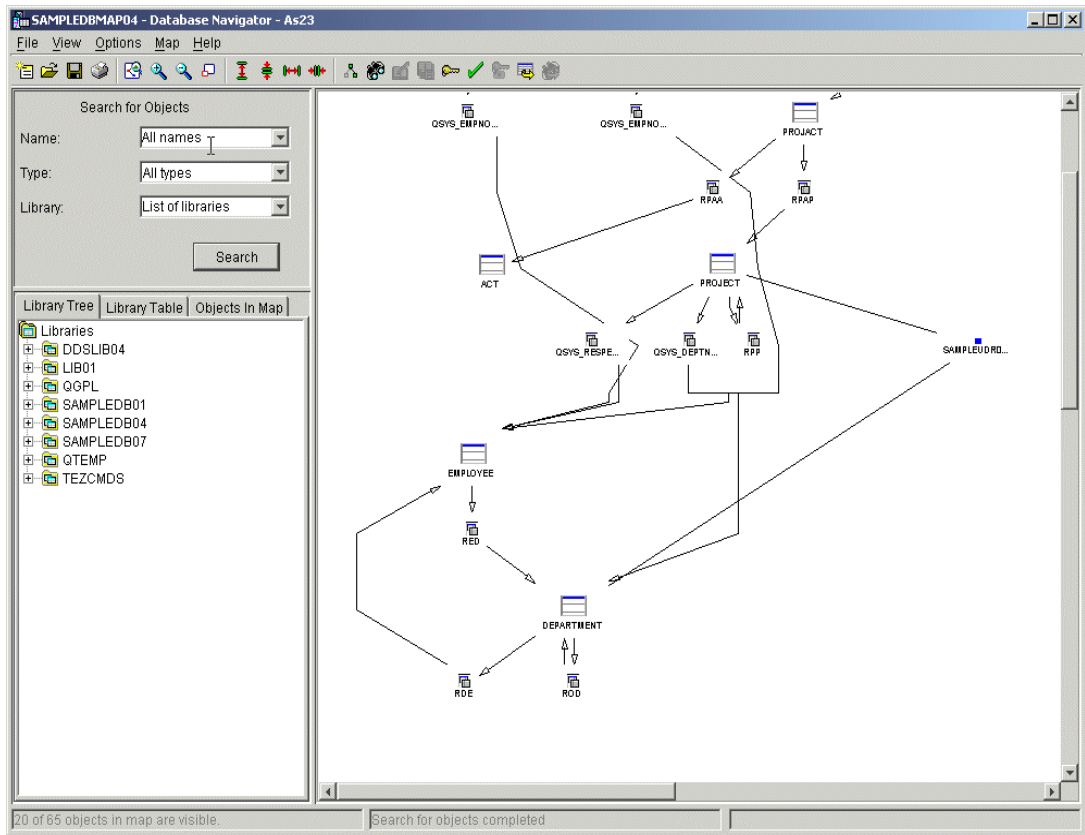 SAMPLEDBMAP04 - Database Navigator - As23
File View Options Map Help
Search for Objects
Name: All names
Type: All types
Library: List of libraries
Search
Library Tree Library Table Objects In Map
Libraries
DDSLIB04
LIB01
QGPL
SAMPLEDB01
SAMPLEDB04
SAMPLEDB07
QTEMP
TEZCMDS
QSYS_EMPNO... QSYS_EMPNO... PROJACT
RPAA RPAP
ACT PROJECT
QSYS_RESPE... QSYS_DEPTN... RPP SAMPLEUDRO...
EMPLOYEE
RED
DEPARTMENT
RDE ROD
20 of 65 objects in map are visible. Search for objects completed